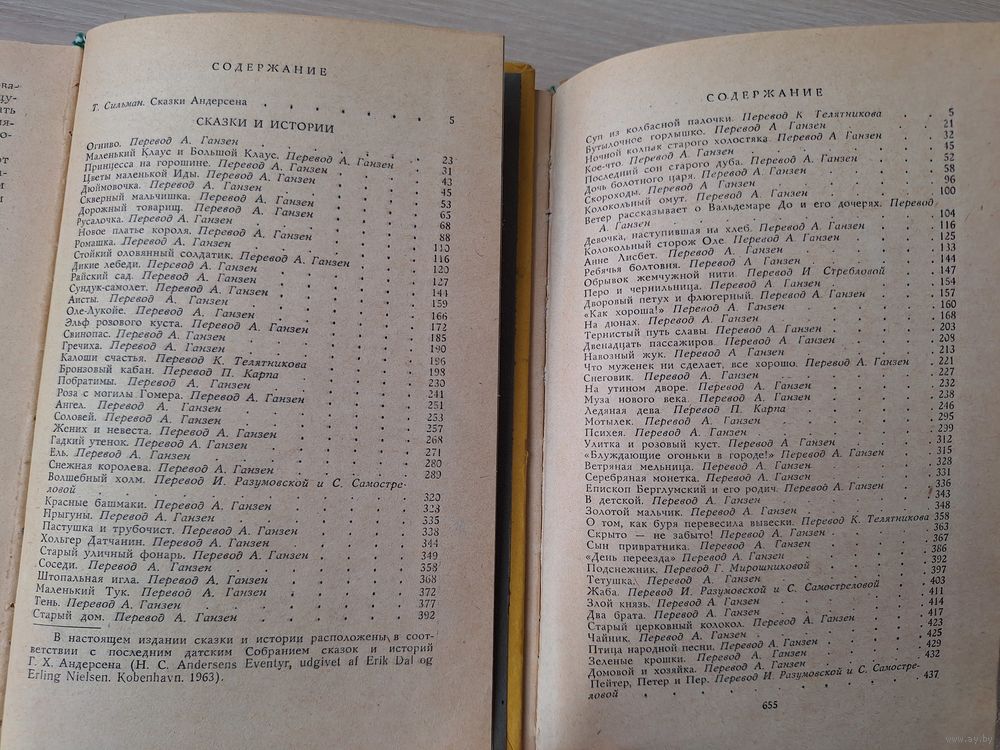 ова-
цу-
ать
ия-
о-
от
и-
м
и
СОДЕРЖАНИЕ
Т. Сильман. Сказки Андерсена 5
СКАЗКИ И ИСТОРИИ
Огниво. Перевод А. Ганзен
Маленький Клаус и Большой Клаус. Перевод А. Ганзен 23
Принцесса на горошине. Перевод А. Ганзен 31
Цветы маленькой Иды. Перевод А. Ганзен 43
Дюймовочка. Перевод А. Ганзен 45
Скверный мальчишка. Перевод А. Ганзен 53
Дорожный товарищ. Перевод А. Ганзен 65
Русалочка. Перевод А. Ганзен 68
Новое платье короля. Перевод А. Ганзен 88
Ромашка. Перевод А. Ганзен 110
Стойкий оловянный солдатик. Перевод А. Ганзен 116
Дикие лебеди. Перевод А. Ганзен 120
Райский сад. Перевод А. Ганзен 127
Сундук-самолет. Перевод А. Ганзен 141
Аисты. Перевод А. Ганзен 159
Оле-Лукойе. Перевод А. Ганзен 166
Эльф розового куста. Перевод А. Ганзен 172
Свинопас. Перевод А. Ганзен 185
Гречиха. Перевод А. Ганзен 190
Калоши счастья. Перевод К. Телятникова 196
Бронзовый кабан. Перевод П. Карпа 198
Побратимы. Перевод А. Ганзен 230
Роза с могилы Гомера. Перевод А. Ганзен 241
Ангел. Перевод А. Ганзен 251
Соловей. Перевод А. Ганзен 253
Жених и невеста. Перевод А. Ганзен 257
Гадкий утенок. Перевод А. Ганзен 268
Ель. Перевод А. Ганзен 271
Снежная королева. Перевод А. Ганзен 280
Волшебный холм. Перевод И. Разумовской и С. Самостре- 289
ловой 320
Красные башмаки. Перевод А. Ганзен 323
Прыгуны. Перевод А. Ганзен 335
Пастушка и трубочист. Перевод А. Ганзен 338
Хольгер Датчанин. Перевод А. Ганзен 344
Старый уличный фонарь. Перевод А. Ганзен 349
Соседи. Перевод А. Ганзен 358
Штопальная игла. Перевод А. Ганзен 368
Маленький Тук. Перевод А. Ганзен 372
Тень. Перевод А. Ганзен 377
Старый дом. Перевод А. Ганзен 392
В настоящем издании сказки и истории расположены в соот-
ветствии с последним датским Собранием сказок и историй
Г. Х. Андерсена (H. C. Andersens Eventyr, udgivet af Erik Dal og
Erling Nielsen. Kobenhavn. 1963).
СОДЕРЖАНИЕ
Суп из колбасной палочки. Перевод К. Телятникова 5
Бутылочное горлышко. Перевод А. Ганзен 21
Ночной колпак старого холостяка. Перевод А. Ганзен 32
Кое-что. Перевод А. Ганзен 45
Последний сон старого дуба. Перевод А. Ганзен 52
Дочь болотного царя. Перевод А. Ганзен 58
Скороходы. Перевод А. Ганзен 96
Колокольный омут. Перевод А. Ганзен 100
Ветер рассказывает о Вальдемаре До и его дочерях. Перевод
А. Ганзен 104
Девочка, наступившая на хлеб. Перевод А. Ганзен 116
Колокольный сторож Оле. Перевод А. Ганзен 125
Анне Лисбет. Перевод А. Ганзен 133
Ребячья болтовня. Перевод А. Ганзен 144
Обрывок жемчужной нити. Перевод И. Стребловой 147
Перо и чернильница. Перевод А. Ганзен 154
Дворовый петух и флюгерный. Перевод А. Ганзен 157
«Как хороша!» Перевод А. Ганзен 160
На дюнах. Перевод А. Ганзен 168
Тернистый путь славы. Перевод А. Ганзен 203
Двенадцать пассажиров. Перевод А. Ганзен 208
Навозный жук. Перевод А. Ганзен 213
Что муженек ни сделает, все хорошо. Перевод А. Ганзен 221
Снеговик. Перевод А. Ганзен 227
На утином дворе. Перевод А. Ганзен 232
Муза нового века. Перевод А. Ганзен 238
Ледяная дева. Перевод П. Карпа 246
Мотылек. Перевод А. Ганзен 295
Психея. Перевод А. Ганзен 299
Улитка и розовый куст. Перевод А. Ганзен 312
«Блуждающие огоньки в городе!» Перевод А. Ганзен 315
Ветряная мельница. Перевод А. Ганзен 328
Серебряная монетка. Перевод А. Ганзен 331
Епископ Берглумский и его родич. Перевод А. Ганзен 336
В детской. Перевод А. Ганзен 343
Золотой мальчик. Перевод А. Ганзен 348
О том, как буря перевесила вывески. Перевод К. Телятникова 358
Скрыто — не забыто! Перевод А. Ганзен 363
Сын привратника. Перевод А. Ганзен 367
«День переезда» Перевод А. Ганзен 386
Подснежник. Перевод Г. Мирошниковой 392
Тетушка. Перевод А. Ганзен 397
Жаба. Перевод И. Разумовской и С. Самостреловой 403
Злой князь. Перевод А. Ганзен 411
Два брата. Перевод А. Ганзен 414
Старый церковный колокол. Перевод А. Ганзен 417
Чайник. Перевод А. Ганзен 423
Птица народной песни. Перевод А. Ганзен 425
Зеленые крошки. Перевод А. Ганзен 429
Домовой и хозяйка. Перевод А. Ганзен 432
Пейтер, Петер и Пер. Перевод И. Разумовской и С. Самостре-
ловой 437
655
www.ay.by